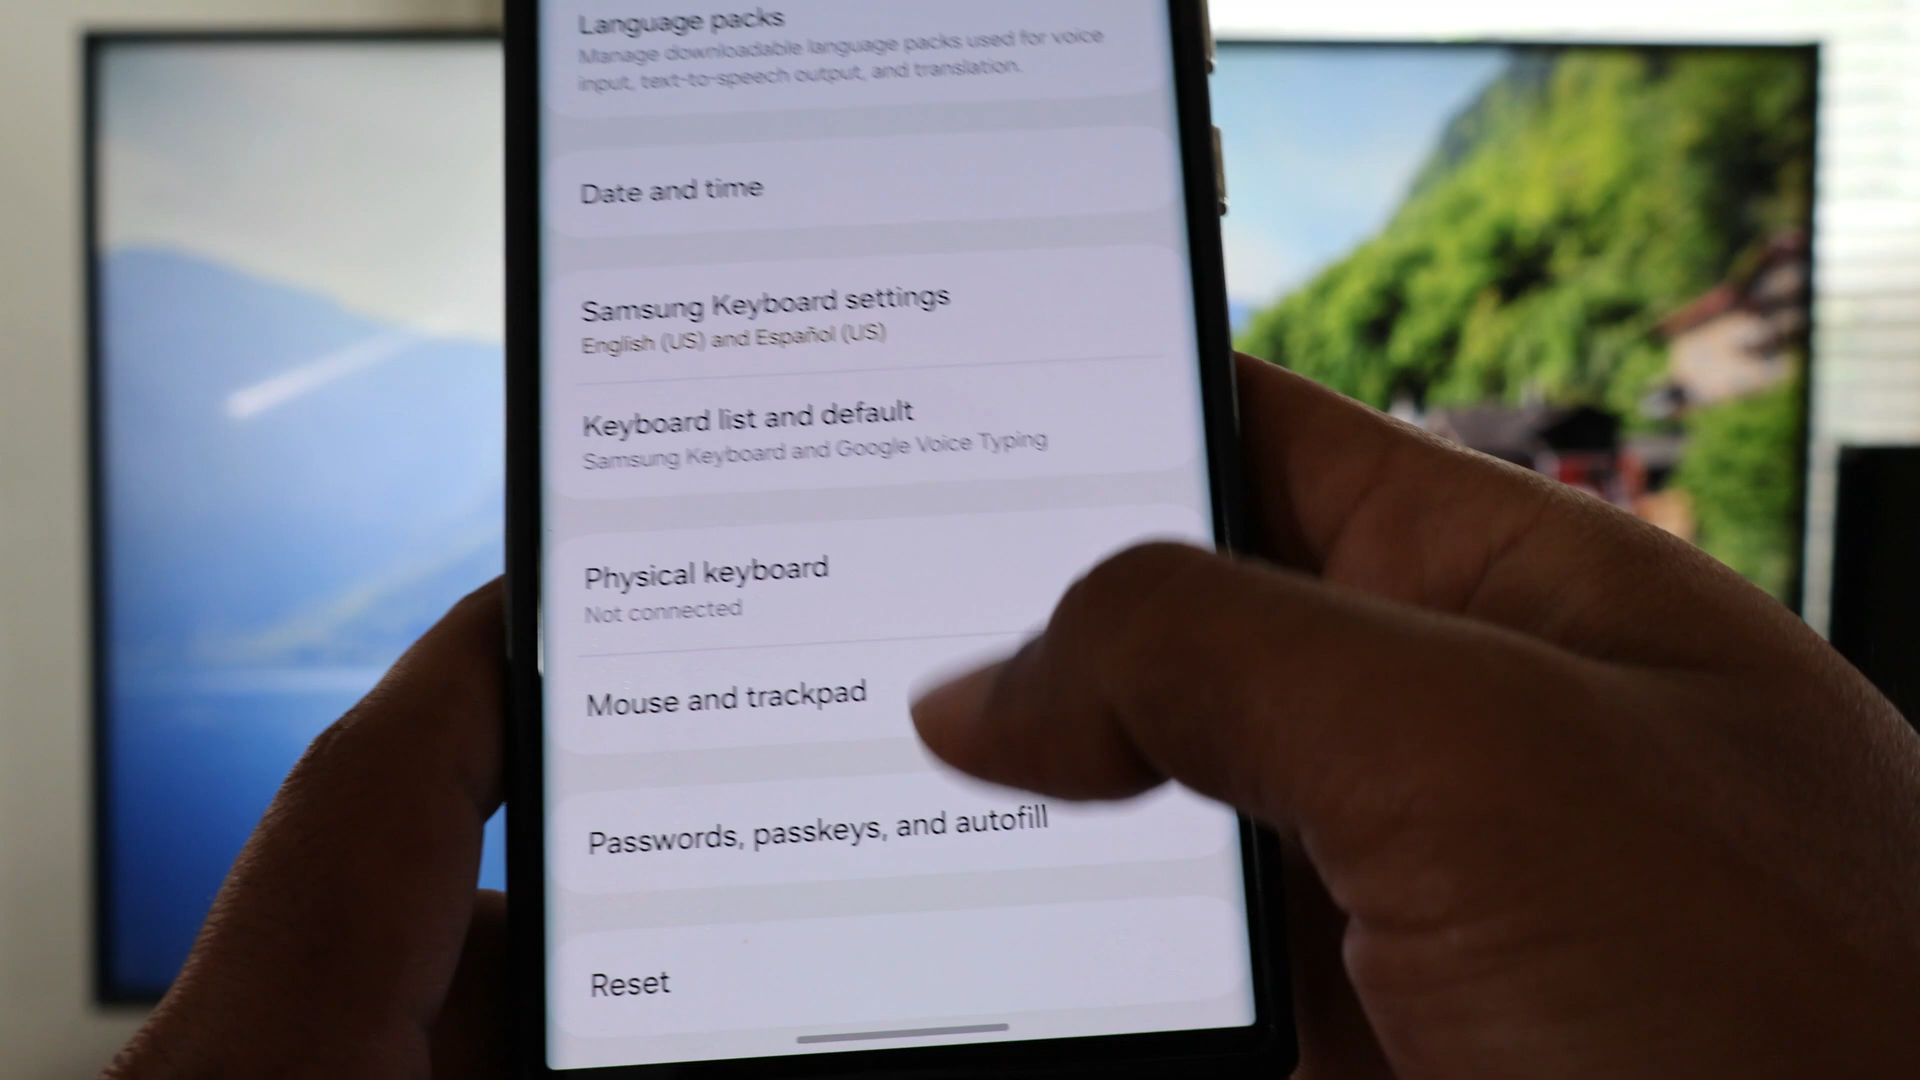 Language packs
Manage downloadable language packs used for voice
input, text-to-speech output, and translation.
Date and time
Samsung Keyboard settings
English (US) and Español (US)
Keyboard list and default
Samsung Keyboard and Google Voice Typing
Physical keyboard
Not connected
Mouse and trackpad
Passwords, passkeys, and autofill
Reset